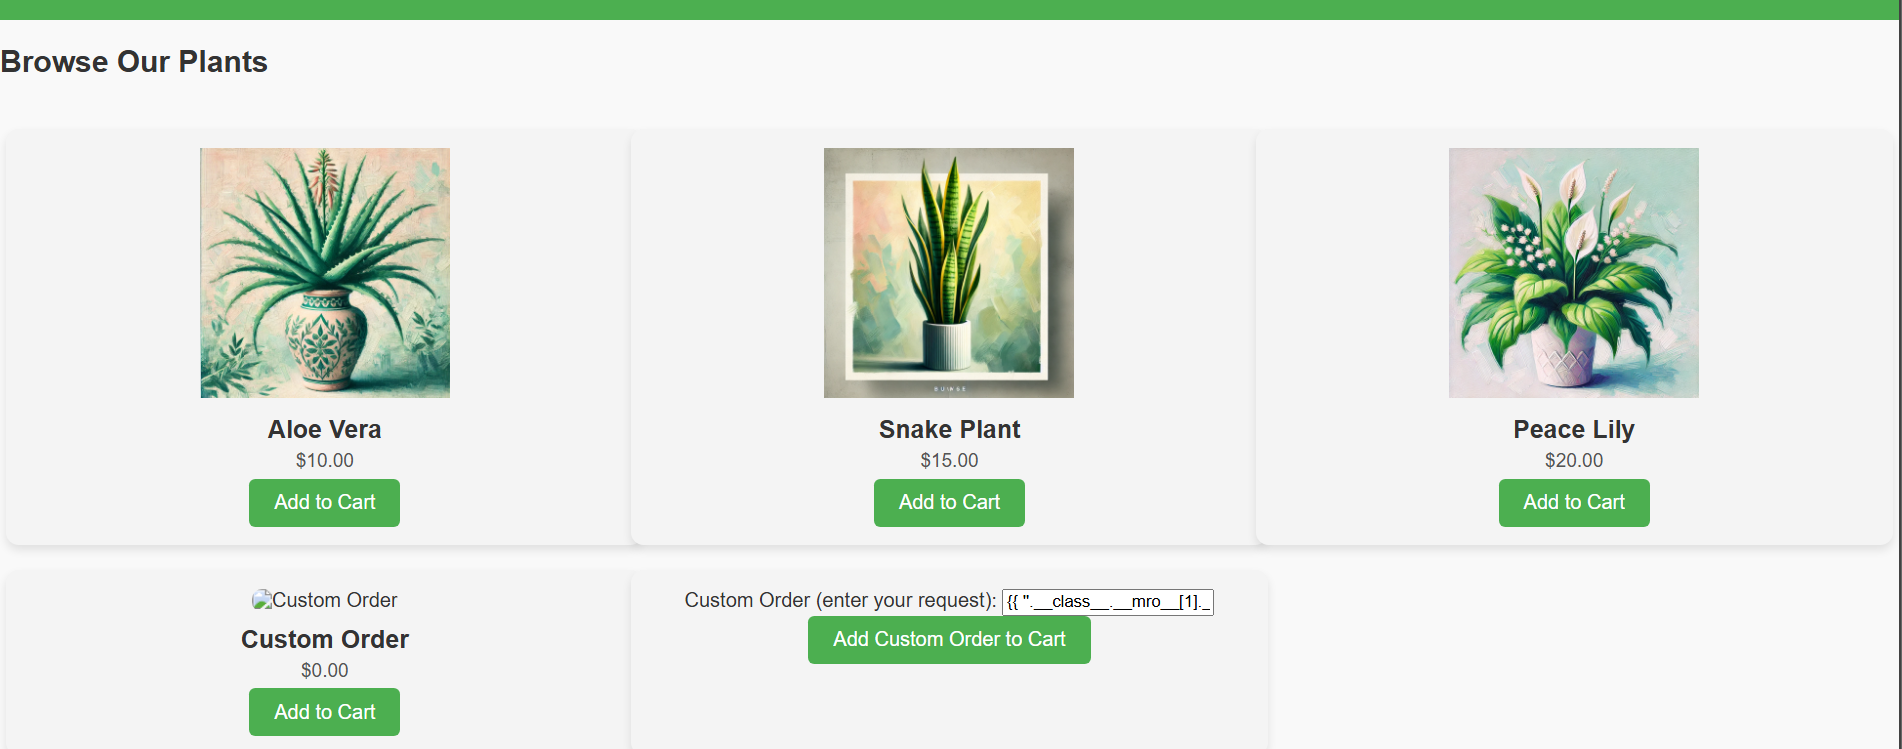 Browse Our Plants
Aloe Vera
$10.00
Add to Cart
Snake Plant
$15.00
Add to Cart
Peace Lily
$20.00
Add to Cart
Custom Order
Custom Order
$0.00
Add to Cart
Custom Order (enter your request): {{ ''.__class__.__mro__[1]._
Add Custom Order to Cart